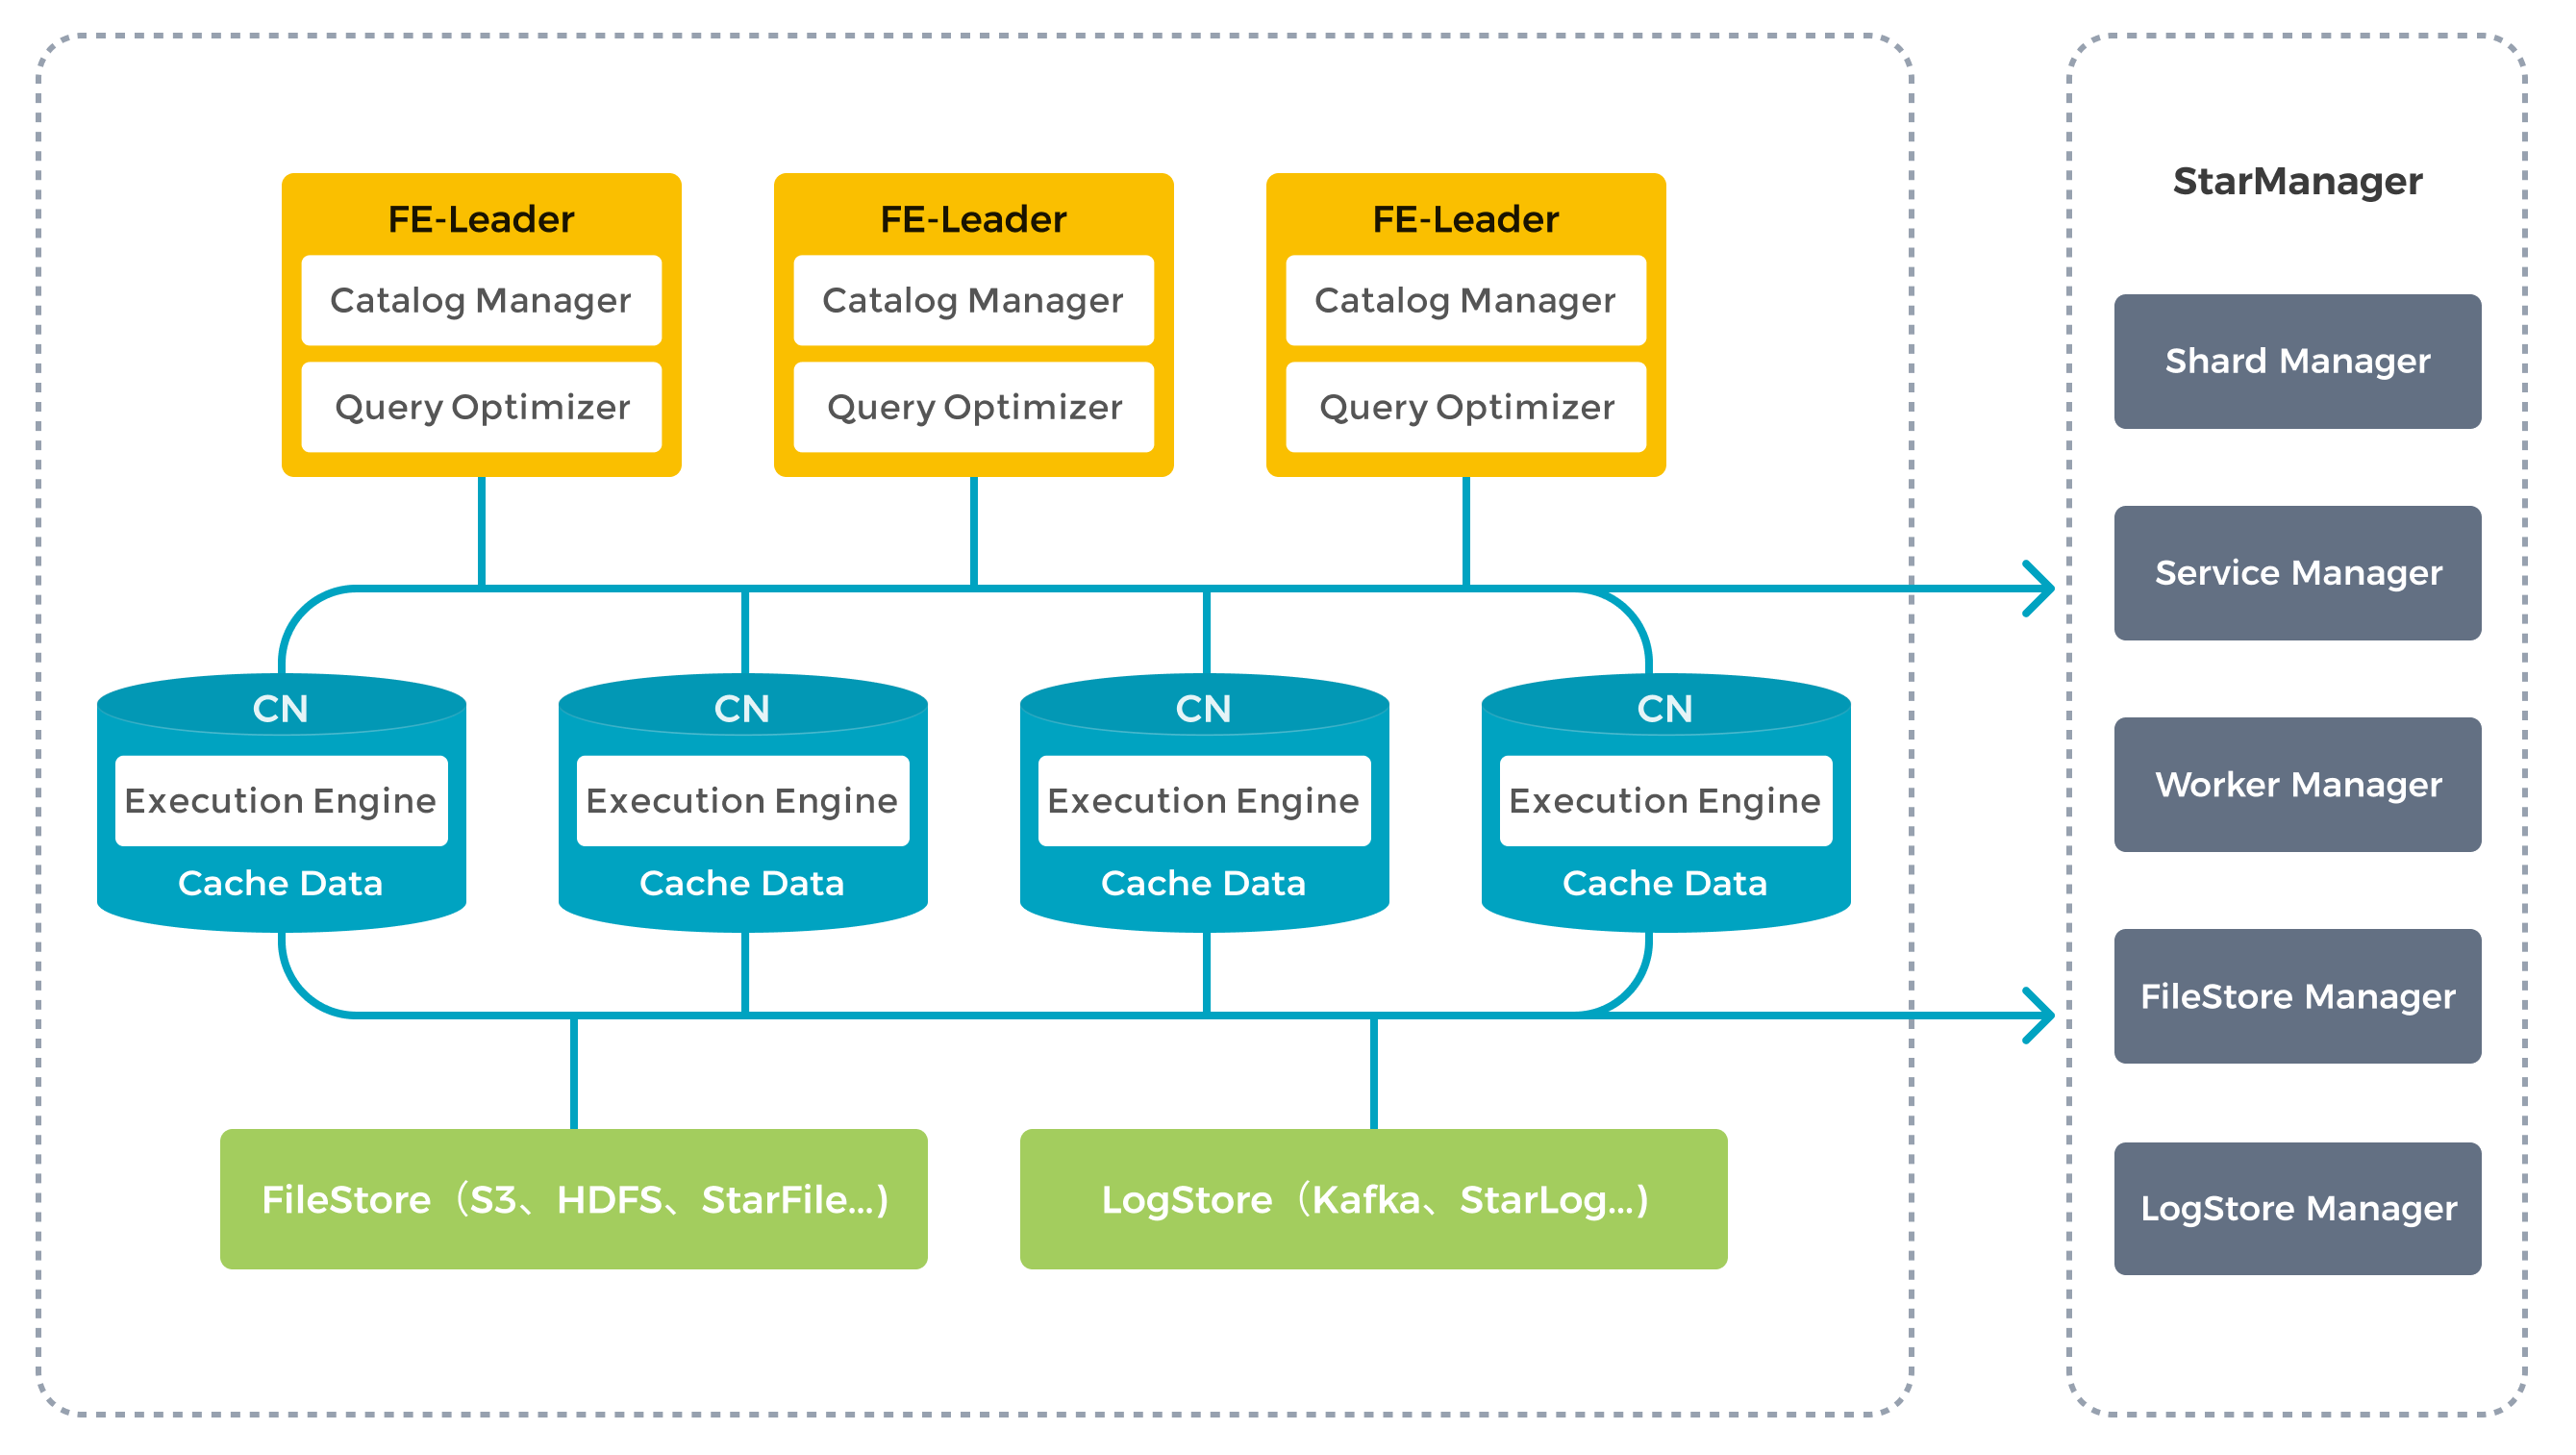 FE-Leader
Catalog Manager
Query Optimizer
FE-Leader
Catalog Manager
Query Optimizer
FE-Leader
Catalog Manager
Query Optimizer
CN
Execution Engine
Cache Data
CN
Execution Engine
Cache Data
CN
Execution Engine
Cache Data
CN
Execution Engine
Cache Data
FileStore（S3、HDFS、StarFile...)
LogStore（Kafka、StarLog...)
StarManager
Shard Manager
Service Manager
Worker Manager
FileStore Manager
LogStore Manager